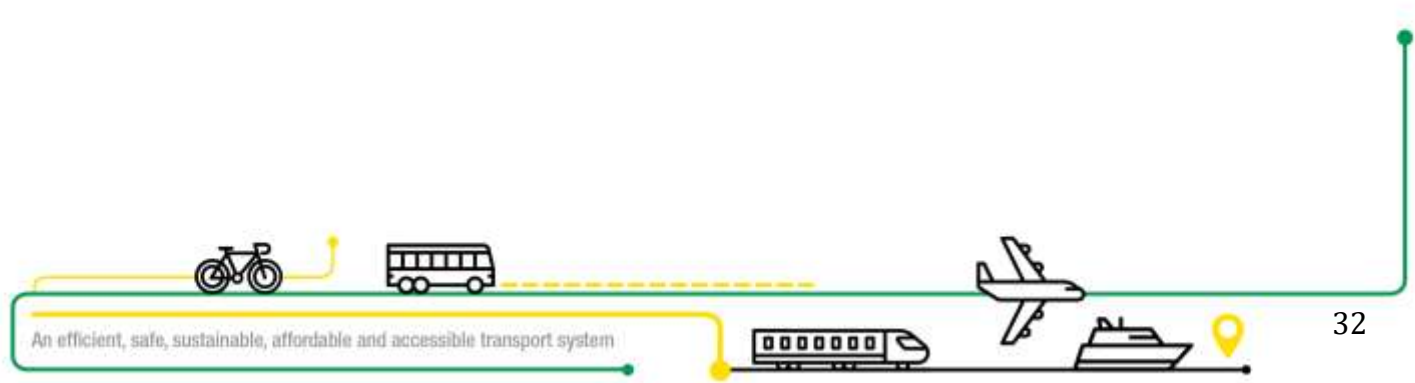 An efficient, safe, sustainable, affordable and accessible transport system
32